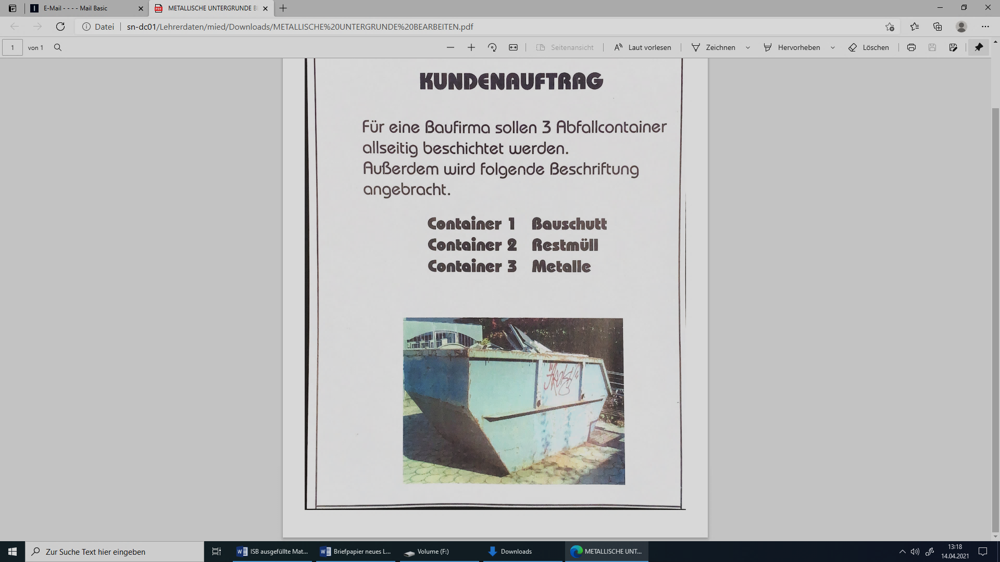 E-Mail - - - - Mail Basic
METALLISCHE UNTERGRUNDE B
Datei
sn-dc01/Lehrerdaten/mied/Downloads/METALLISCHE%20UNTERGRUNDE%20BEARBEITEN.pdf
1 von 1
Seitenansicht
Laut vorlesen
Zeichnen
Hervorheben
Löschen
KUNDENAUFTRAG
Für eine Baufirma sollen 3 Abfallcontainer
allseitig beschichtet werden.
Außerdem wird folgende Beschriftung
angebracht.
Container 1 Bauschutt
Container 2 Restmüll
Container 3 Metalle
Zur Suche Text hier eingeben
ISB ausgefüllte Mat...
Briefpapier neues L...
Volume (F:)
Downloads
METALLISCHE UNT...
13:18
14.04.2021